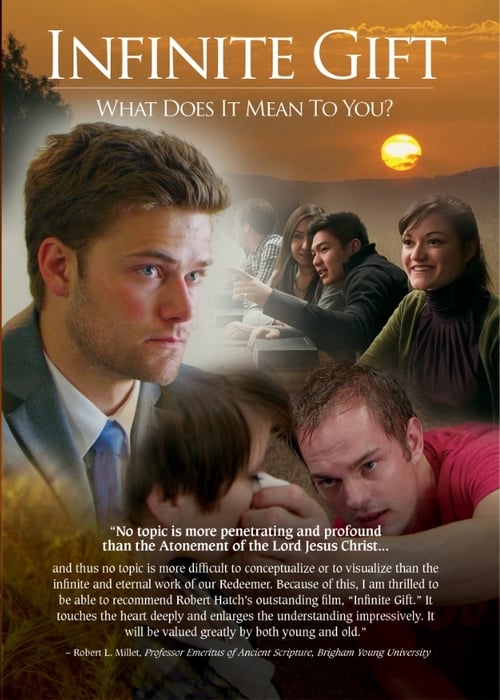 INFINITE GIFT
WHAT DOES IT MEAN TO YOU?
“No topic is more penetrating and profound
than the Atonement of the Lord Jesus Christ...
and thus no topic is more difficult to conceptualize or to visualize than the
infinite and eternal work of our Redeemer. Because of this, I am thrilled to
be able to recommend Robert Hatch's outstanding film, “Infinite Gift.” It
touches the heart deeply and enlarges the understanding impressively. It
will be valued greatly by both young and old.”
– Robert L. Millet, Professor Emeritus of Ancient Scripture, Brigham Young University